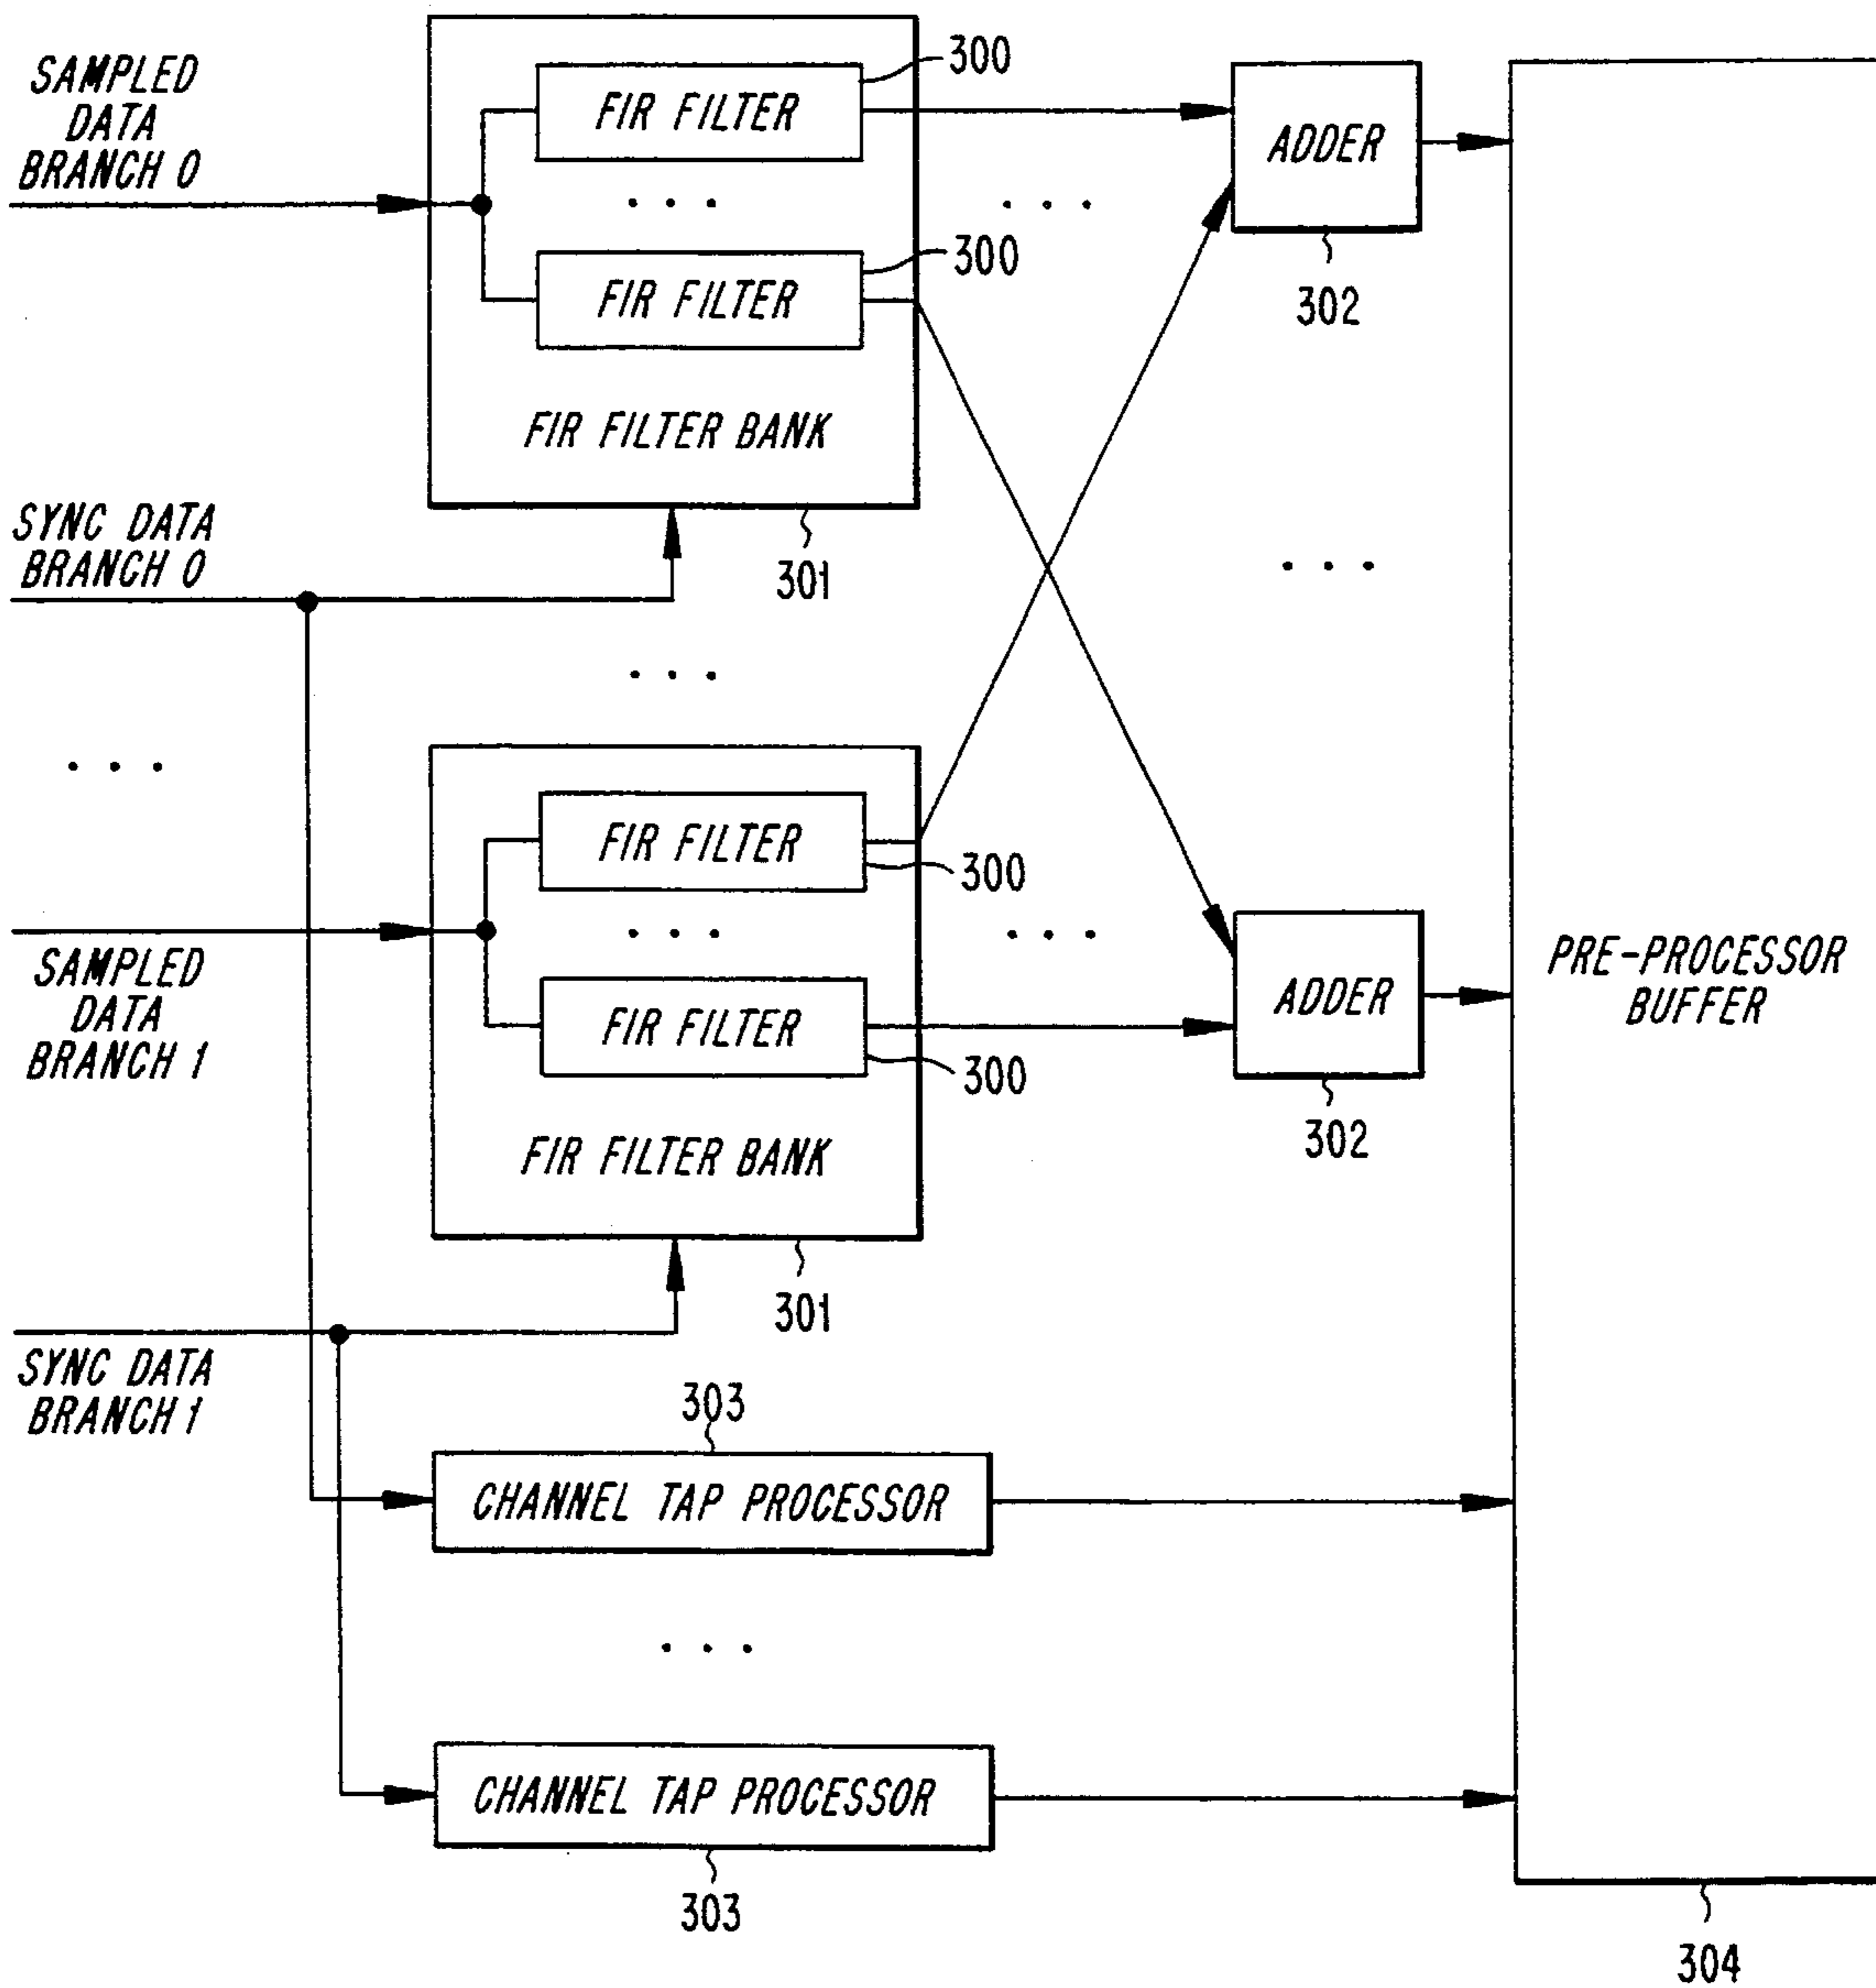 SAMPLED
DATA
BRANCH 0
300
FIR FILTER
ADDER
300
FIR FILTER
302
FIR FILTER BANK
SYNC DATA
BRANCH 0
301
FIR FILTER
300
SAMPLED
DATA
BRANCH 1
FIR FILTER
300
ADDER
PRE-PROCESSOR
BUFFER
302
FIR FILTER BANK
301
SYNC DATA
BRANCH 1
303
CHANNEL TAP PROCESSOR
CHANNEL TAP PROCESSOR
303
304